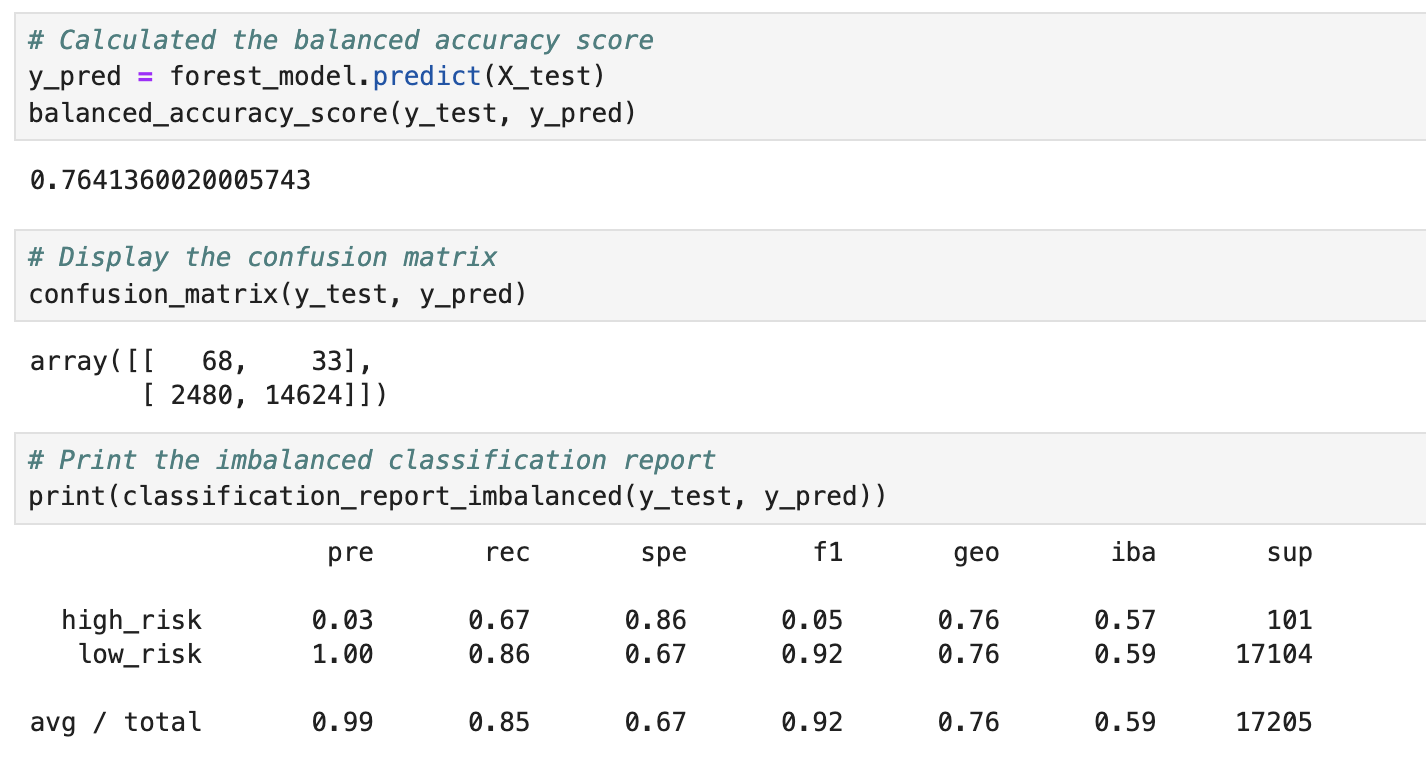 # Calculated the balanced accuracy score
y_pred = forest_model.predict(X_test)
balanced_accuracy_score(y_test, y_pred)
0.7641360020005743
# Display the confusion matrix
confusion_matrix(y_test, y_pred)
array([[   68,    33],
       [ 2480, 14624]])
# Print the imbalanced classification report
print(classification_report_imbalanced(y_test, y_pred))
                   pre       rec       spe        f1       geo       iba       sup
  high_risk       0.03      0.67      0.86      0.05      0.76      0.57       101
   low_risk       1.00      0.86      0.67      0.92      0.76      0.59     17104
avg / total       0.99      0.85      0.67      0.92      0.76      0.59     17205